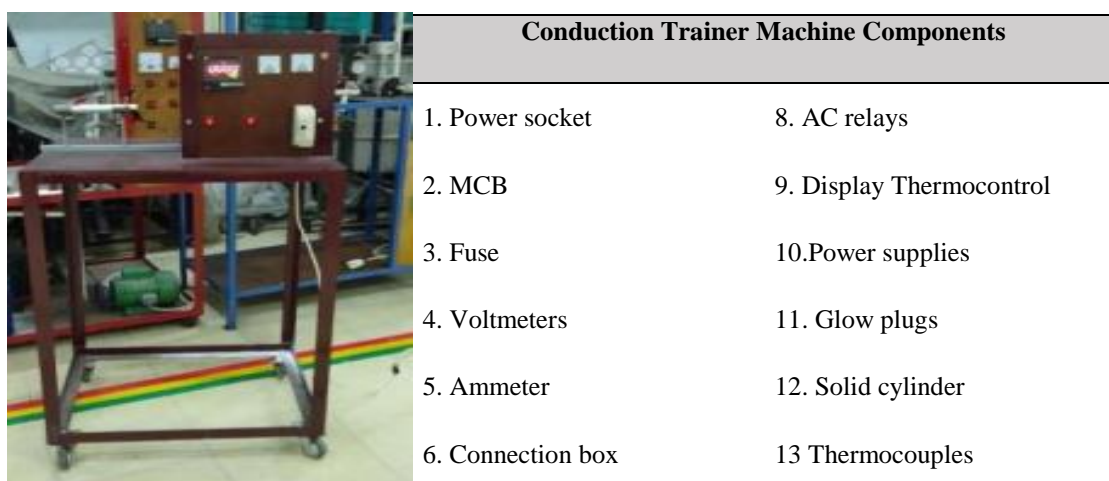 Conduction Trainer Machine Components
1. Power socket 8. AC relays
2. MCB 9. Display Thermocontrol
3. Fuse 10.Power supplies
4. Voltmeters 11. Glow plugs
5. Ammeter 12. Solid cylinder
6. Connection box 13 Thermocouples